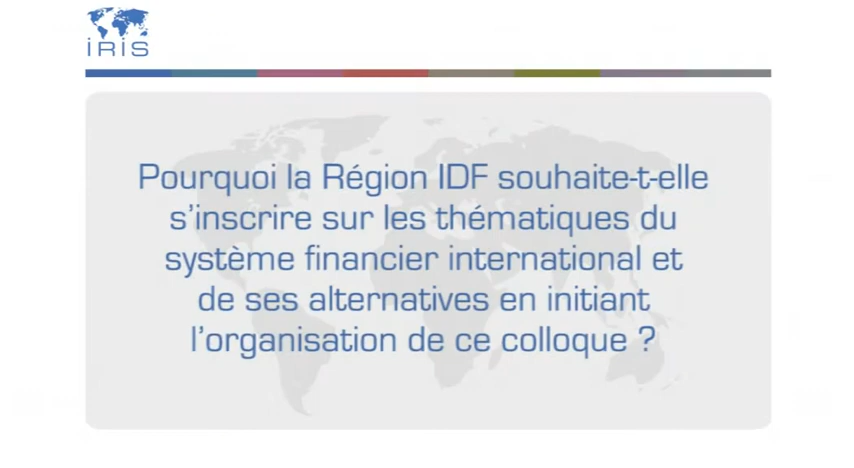 iRiS
Pourquoi la Région IDF souhaite-t-elle
s'inscrire sur les thématiques du
système financier international et
de ses alternatives en initiant
l'organisation de ce colloque ?